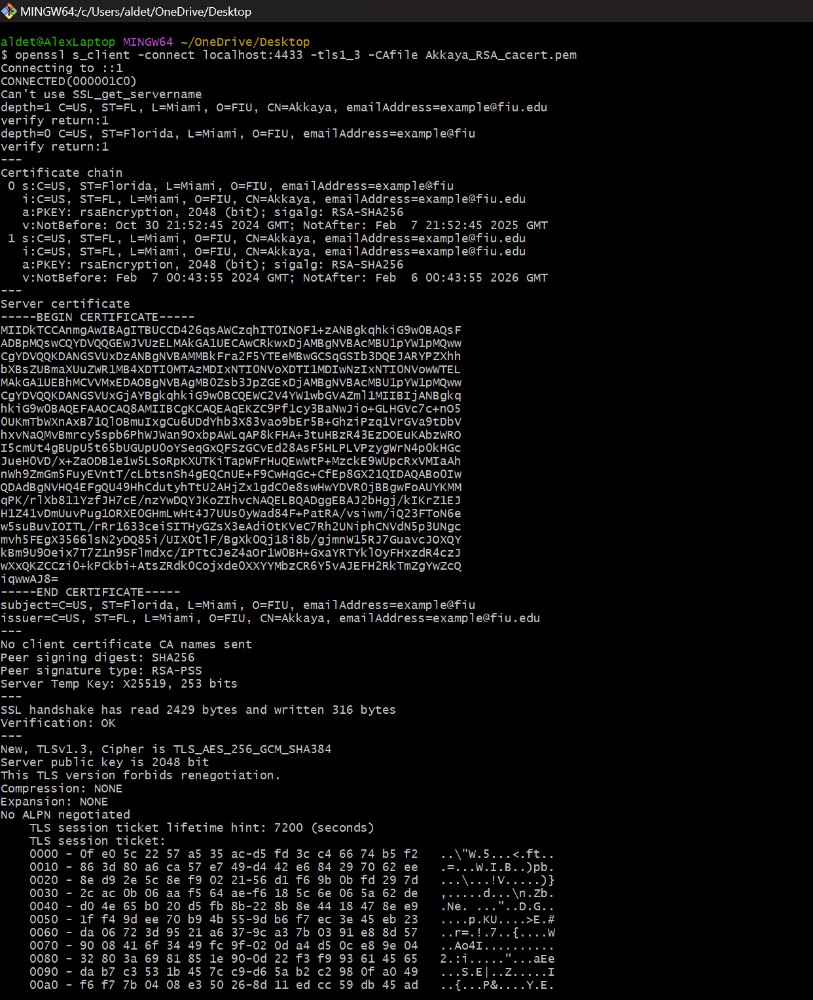 MINGW64:/c/Users/aldet/OneDrive/Desktop
aldet@AlexLaptop MINGW64 ~/OneDrive/Desktop
$ openssl s_client -connect localhost:4433 -tls1_3 -CAfile Akkaya_RSA_cacert.pem
Connecting to ::1
CONNECTED(000001C0)
Can't use SSL_get_servername
depth=1 C=US, ST=FL, L=Miami, O=FIU, CN=Akkaya, emailAddress=example@fiu.edu
verify return:1
depth=0 C=US, ST=Florida, L=Miami, O=FIU, emailAddress=example@fiu
verify return:1
---
Certificate chain
 0 s:C=US, ST=Florida, L=Miami, O=FIU, emailAddress=example@fiu
   i:C=US, ST=FL, L=Miami, O=FIU, CN=Akkaya, emailAddress=example@fiu.edu
   a:PKEY: rsaEncryption, 2048 (bit); sigalg: RSA-SHA256
   v:NotBefore: Oct 30 21:52:45 2024 GMT; NotAfter: Feb  7 21:52:45 2025 GMT
 1 s:C=US, ST=FL, L=Miami, O=FIU, CN=Akkaya, emailAddress=example@fiu.edu
   i:C=US, ST=FL, L=Miami, O=FIU, CN=Akkaya, emailAddress=example@fiu.edu
   a:PKEY: rsaEncryption, 2048 (bit); sigalg: RSA-SHA256
   v:NotBefore: Feb  7 00:43:55 2024 GMT; NotAfter: Feb  6 00:43:55 2026 GMT
---
Server certificate
-----BEGIN CERTIFICATE-----
MIIDkTCCAnmgAwIBAgITBUCCD426qsAWCzqhIT0INOF1+zANBgkqhkiG9w0BAQsF
ADBpMQswCQYDVQQGEwJVUzELMAkGA1UECAwCRkwxDjAMBgNVBAcMBU1pYW1pMQww
CgYDVQQKDANGSVUxDzANBgNVBAMMBkFra2F5YTEeMBwGCSqGSIb3DQEJARYPZXhh
bXBsZUBmaXUuZWR1MB4XDTI0MTAzMDIxNTI0NVoXDTI1MDIwNzIxNTI0NVowWTEL
MAkGA1UEBhMCVVMxEDAOBgNVBAgMB0Zsb3JpZGExDjAMBgNVBAcMBU1pYW1pMQww
CgYDVQQKDANGSVUxGjAYBgkqhkiG9w0BCQEWC2V4YW1wbGVAZml1MIIBIjANBgkq
hkiG9w0BAQEFAAOCAQ8AMIIBCgKCAQEAqEKZC9Pf1cy3BaNwJio+GLHGVc7c+nO5
0UKmTbWXnAxB71QlOBmuIxgCu6UDdYhb3X83vao9bEr5B+GhziPzq1VrGVa9tDbV
hxvNaQMvBmrcy5spb6PhWJWan9OxbpAWLqAP8kFHA+3tuHBzR43EzDOEuKAbzWRO
I5cmUt4gBUpU5t65bUGUpU0oYSeqGxQFSzGCvEd28AsF5HLPLVPzygWrN4p0kHGc
JueH0VD/x+ZaODB1e1w5LSoRpKXUTKiTapWFrHuQEwWtP+MzckE9WUpcRxVMIaAh
nWh9ZmGm5FuyEVntT/cLbtsnSh4gEQCnUE+F9CwHqGc+CfEp8GX21QIDAQABo0Iw
QDAdBgNVHQ4EFgQU49HhCdutyhTtU2AHjZx1gdC0e8swHwYDVR0jBBgwFoAUYKMM
qPK/rlXb811YzfJH7cE/nzYwDQYJKoZIhvcNAQELBQADggEBAJ2bHgj/kIKrZ1EJ
H1Z41vDmUuvPug1ORXE0GHmLwHt4J7UUs0yWad84F+PatRA/vsiwm/iQ23FToN6e
w5suBuvIOITL/rRr1633ceiSITHyGZsX3eAdiOtKVeC7Rh2UNiphCNVdN5p3UNgc
mvh5FEgX3566lsN2yDQ85i/UIX0tlF/BgXk0Qj18i8b/gjmnW15RJ7GuavcJOXQY
kBm9U9Oeix7T7Z1n9SFlmdxc/IPTtCJeZ4aOr1W0BH+GxaYRTYklOyFHxzdR4czJ
wXxQKZCCzi0+kPCkbi+AtsZRdk0Cojxde0XXYYMbzCR6Y5vAJEFH2RkTmZgYwZcQ
iqwwAJ8=
-----END CERTIFICATE-----
subject=C=US, ST=Florida, L=Miami, O=FIU, emailAddress=example@fiu
issuer=C=US, ST=FL, L=Miami, O=FIU, CN=Akkaya, emailAddress=example@fiu.edu
---
No client certificate CA names sent
Peer signing digest: SHA256
Peer signature type: RSA-PSS
Server Temp Key: X25519, 253 bits
---
SSL handshake has read 2429 bytes and written 316 bytes
Verification: OK
---
New, TLSv1.3, Cipher is TLS_AES_256_GCM_SHA384
Server public key is 2048 bit
This TLS version forbids renegotiation.
Compression: NONE
Expansion: NONE
No ALPN negotiated
    TLS session ticket lifetime hint: 7200 (seconds)
    TLS session ticket:
    0000 - 0f e0 5c 22 57 a5 35 ac-d5 fd 3c c4 66 74 b5 f2   ..\"W.5...<.ft..
    0010 - 86 3d 80 a6 ca 57 e7 49-d4 42 e6 84 29 70 62 ee   .=...W.I.B..)pb.
    0020 - 8e d9 2e 5c 8e f9 02 21-56 d1 f6 9b 0b fd 29 7d   ...\...!V.....)}
    0030 - 2c ac 0b 06 aa f5 64 ae-f6 18 5c 6e 06 5a 62 de   ,.....d...\n.Zb.
    0040 - d0 4e 65 b0 20 d5 fb 8b-22 8b 8e 44 18 47 8e e9   .Ne. ..."..D.G..
    0050 - 1f f4 9d ee 70 b9 4b 55-9d b6 f7 ec 3e 45 eb 23   ....p.KU....>E.#
    0060 - da 06 72 3d 95 21 a6 37-9c a3 7b 03 91 e8 8d 57   ..r=.!.7..{....W
    0070 - 90 08 41 6f 34 49 fc 9f-02 0d a4 d5 0c e8 9e 04   ..Ao4I..........
    0080 - 32 80 3a 69 81 85 1e 90-0d 22 f3 f9 93 61 45 65   2.:i....."...aEe
    0090 - da b7 c3 53 1b 45 7c c9-d6 5a b2 c2 98 0f a0 49   ...S.E|..Z.....I
    00a0 - f6 f7 7b 04 08 e3 50 26-8d 11 ed cc 59 db 45 ad   ..{...P&....Y.E.